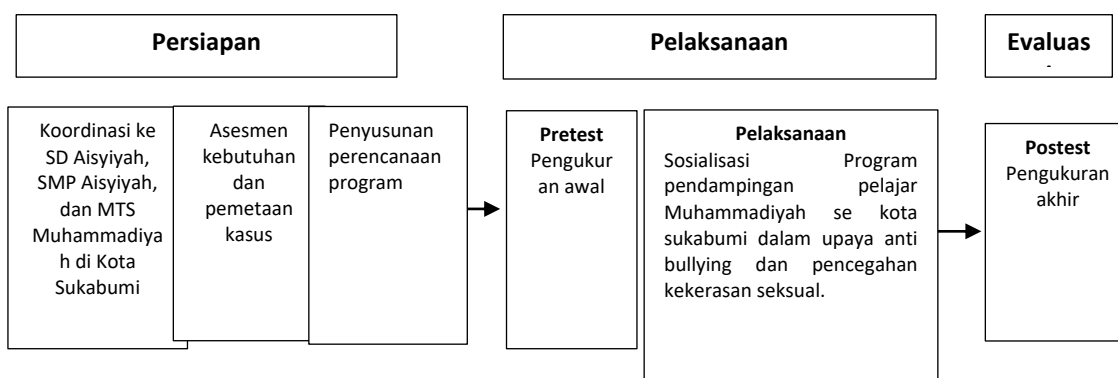 Persiapan
Pelaksanaan
Evaluas
Koordinasi ke
SD Aisyiyah,
SMP Aisyiyah,
dan MTS
Muhammadiya
h di Kota
Sukabumi
Asesmen
kebutuhan
dan
pemetaan
kasus
Penyusunan
perencanaan
program
Pretest
Pengukur
an awal
Pelaksanaan
Sosialisasi Program
pendampingan pelajar
Muhammadiyah se kota
sukabumi dalam upaya anti
bullying dan pencegahan
kekerasan seksual.
Postest
Pengukuran
akhir